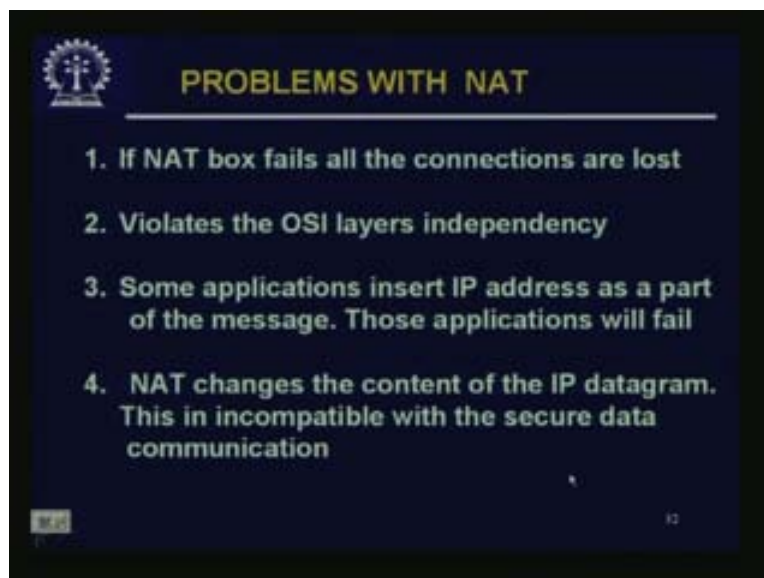 PROBLEMS WITH NAT
1. If NAT box fails all the connections are lost
2. Violates the OSI layers independency
3. Some applications insert IP address as a part
of the message. Those applications will fail
4. NAT changes the content of the IP datagram.
This in incompatible with the secure data
communication